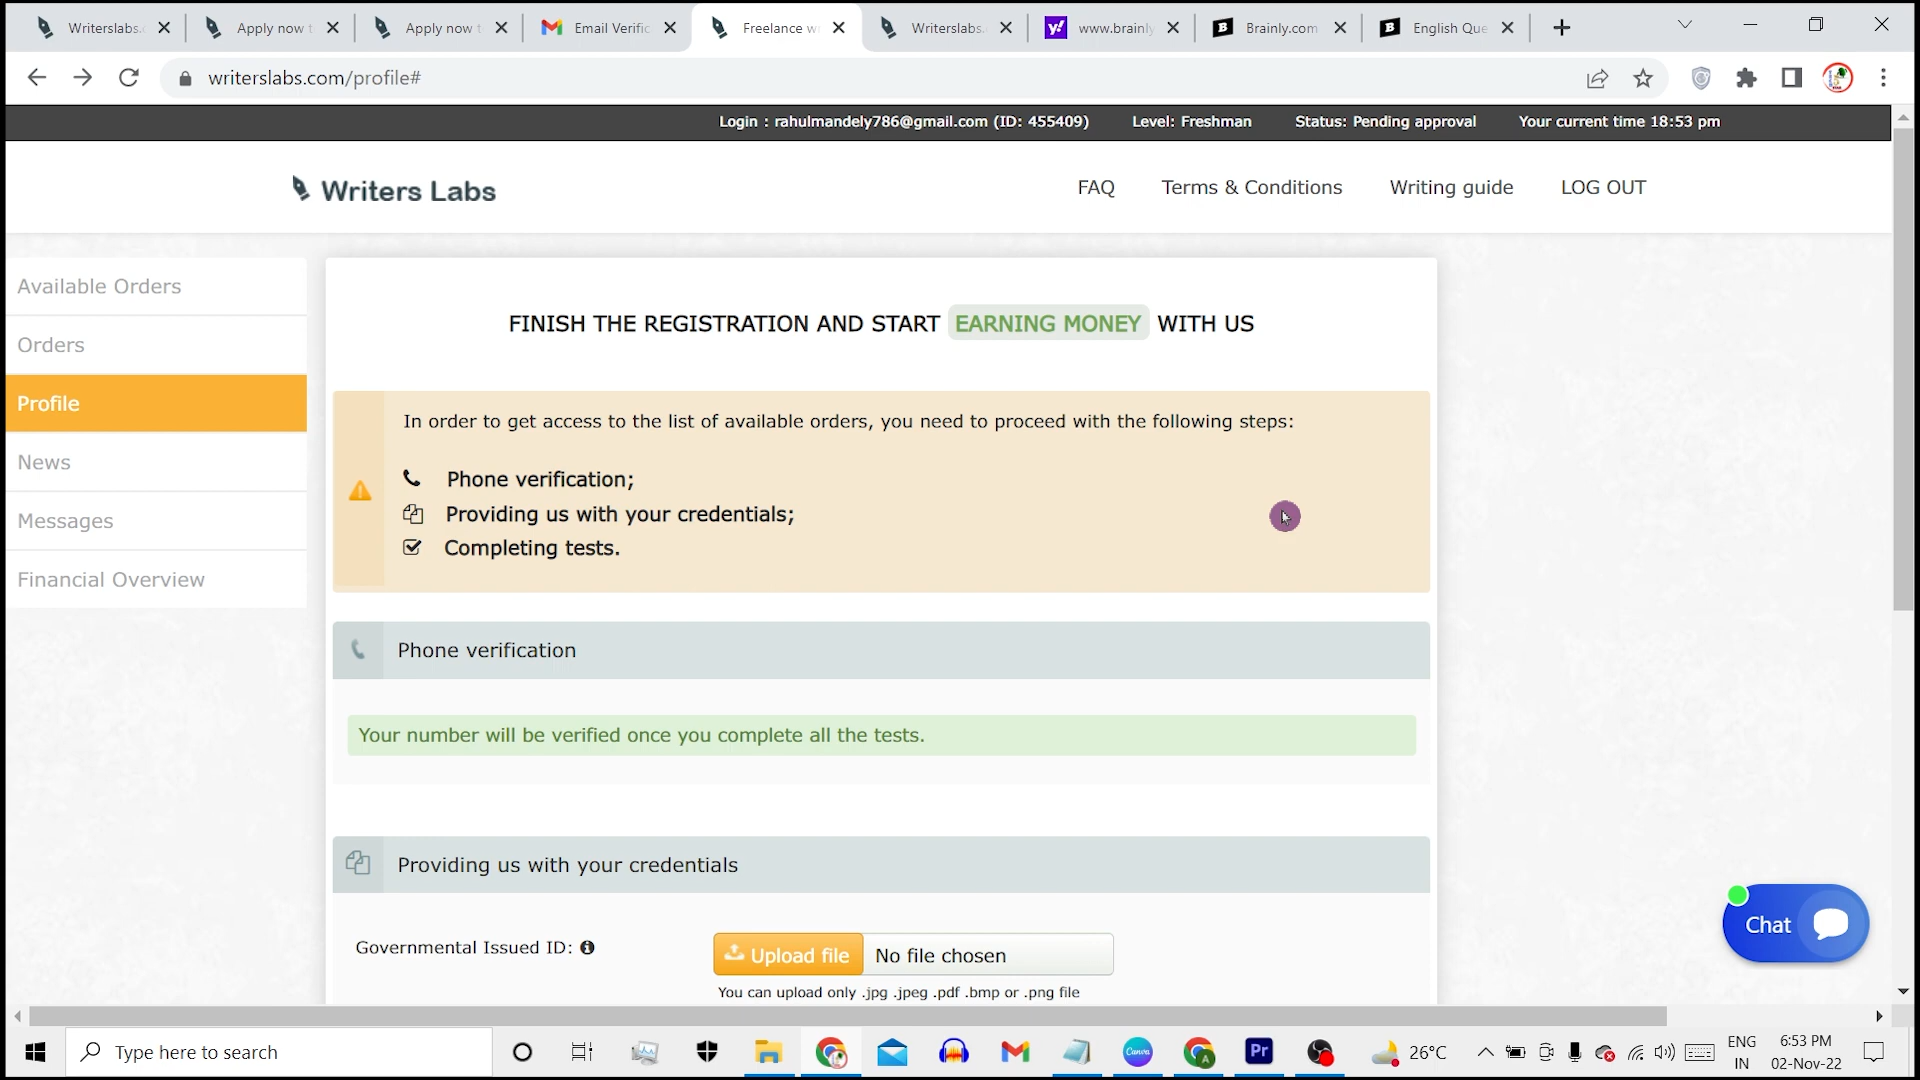 Writerslabs.c
Apply now t
Apply now t
Email Verific
Freelance wr
Writerslabs.
www.brainly
Brainly.com
English Que
writerslabs.com/profile#
Login : rahulmandely786@gmail.com (ID: 455409) Level: Freshman Status: Pending approval Your current time 18:53 pm
Writers Labs
FAQ Terms & Conditions Writing guide LOG OUT
Available Orders
Orders
Profile
News
Messages
Financial Overview
FINISH THE REGISTRATION AND START EARNING MONEY WITH US
In order to get access to the list of available orders, you need to proceed with the following steps:
Phone verification;
Providing us with your credentials;
Completing tests.
Phone verification
Your number will be verified once you complete all the tests.
Providing us with your credentials
Governmental Issued ID:
Upload file No file chosen
You can upload only .jpg .jpeg .pdf .bmp or .png file
Chat
Type here to search
Canva
Pr
26°C
ENG
IN
6:53 PM
02-Nov-22